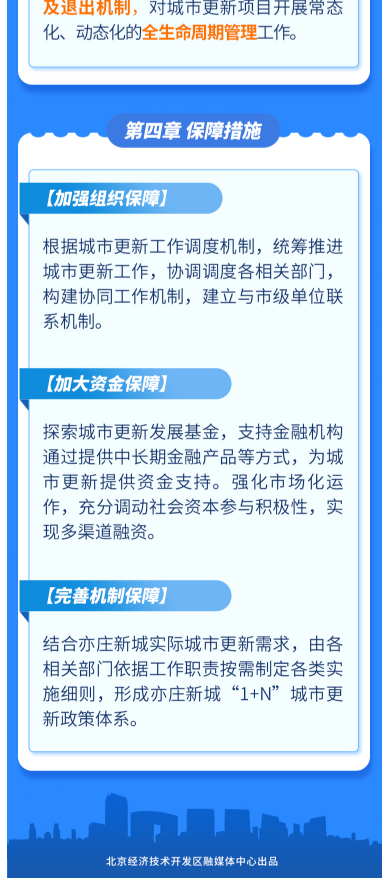 及退出机制，对城市更新项目开展常态
化、动态化的全生命周期管理工作。
第四章 保障措施
【加强组织保障】
根据城市更新工作调度机制，统筹推进
城市更新工作，协调调度各相关部门，
构建协同工作机制，建立与市级单位联
系机制。
【加大资金保障】
探索城市更新发展基金，支持金融机构
通过提供中长期金融产品等方式，为城
市更新提供资金支持。强化市场化运
作，充分调动社会资本参与积极性，实
现多渠道融资。
【完善机制保障】
结合亦庄新城实际城市更新需求，由各
相关部门依据工作职责按需制定各类实
施细则，形成亦庄新城“1+N”城市更
新政策体系。
北京经济技术开发区融媒体中心出品